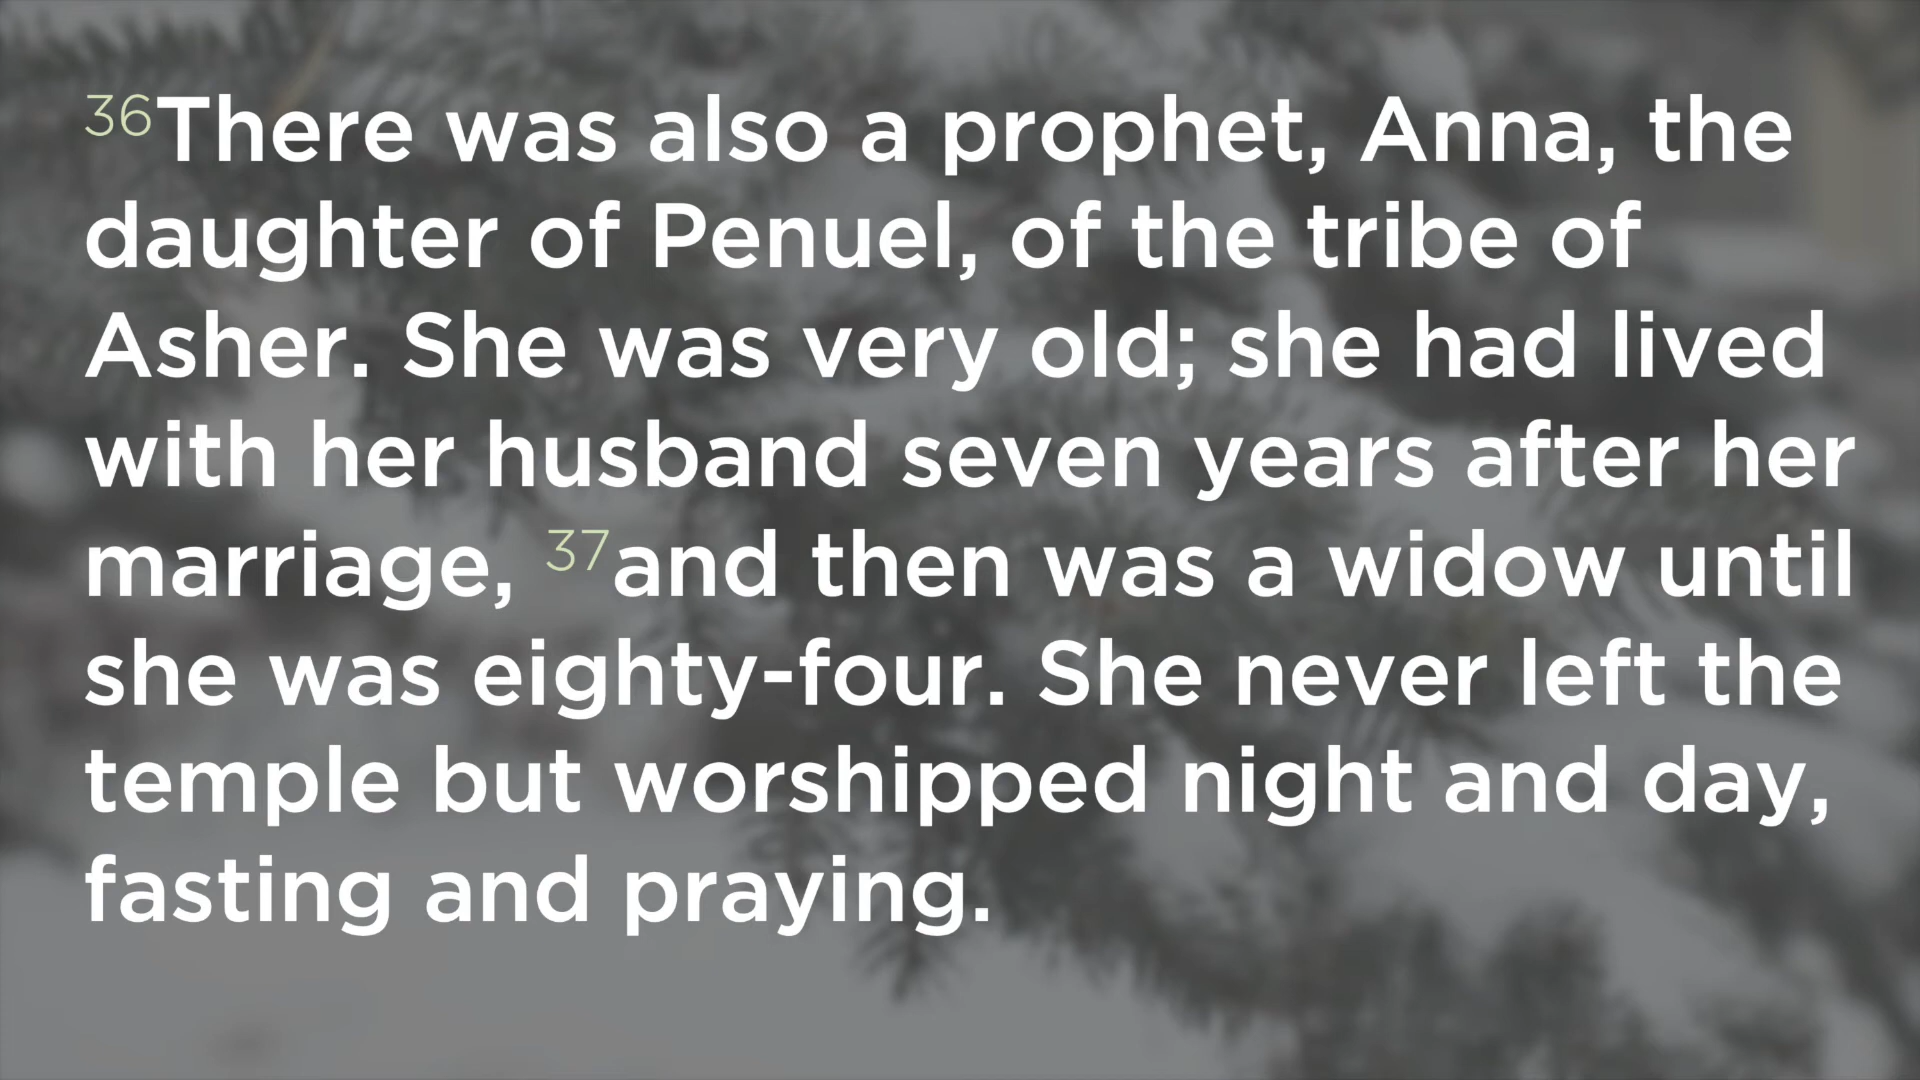 36There was also a prophet, Anna, the
daughter of Penuel, of the tribe of
Asher. She was very old; she had lived
with her husband seven years after her
marriage, 37and then was a widow until
she was eighty-four. She never left the
temple but worshipped night and day,
fasting and praying.